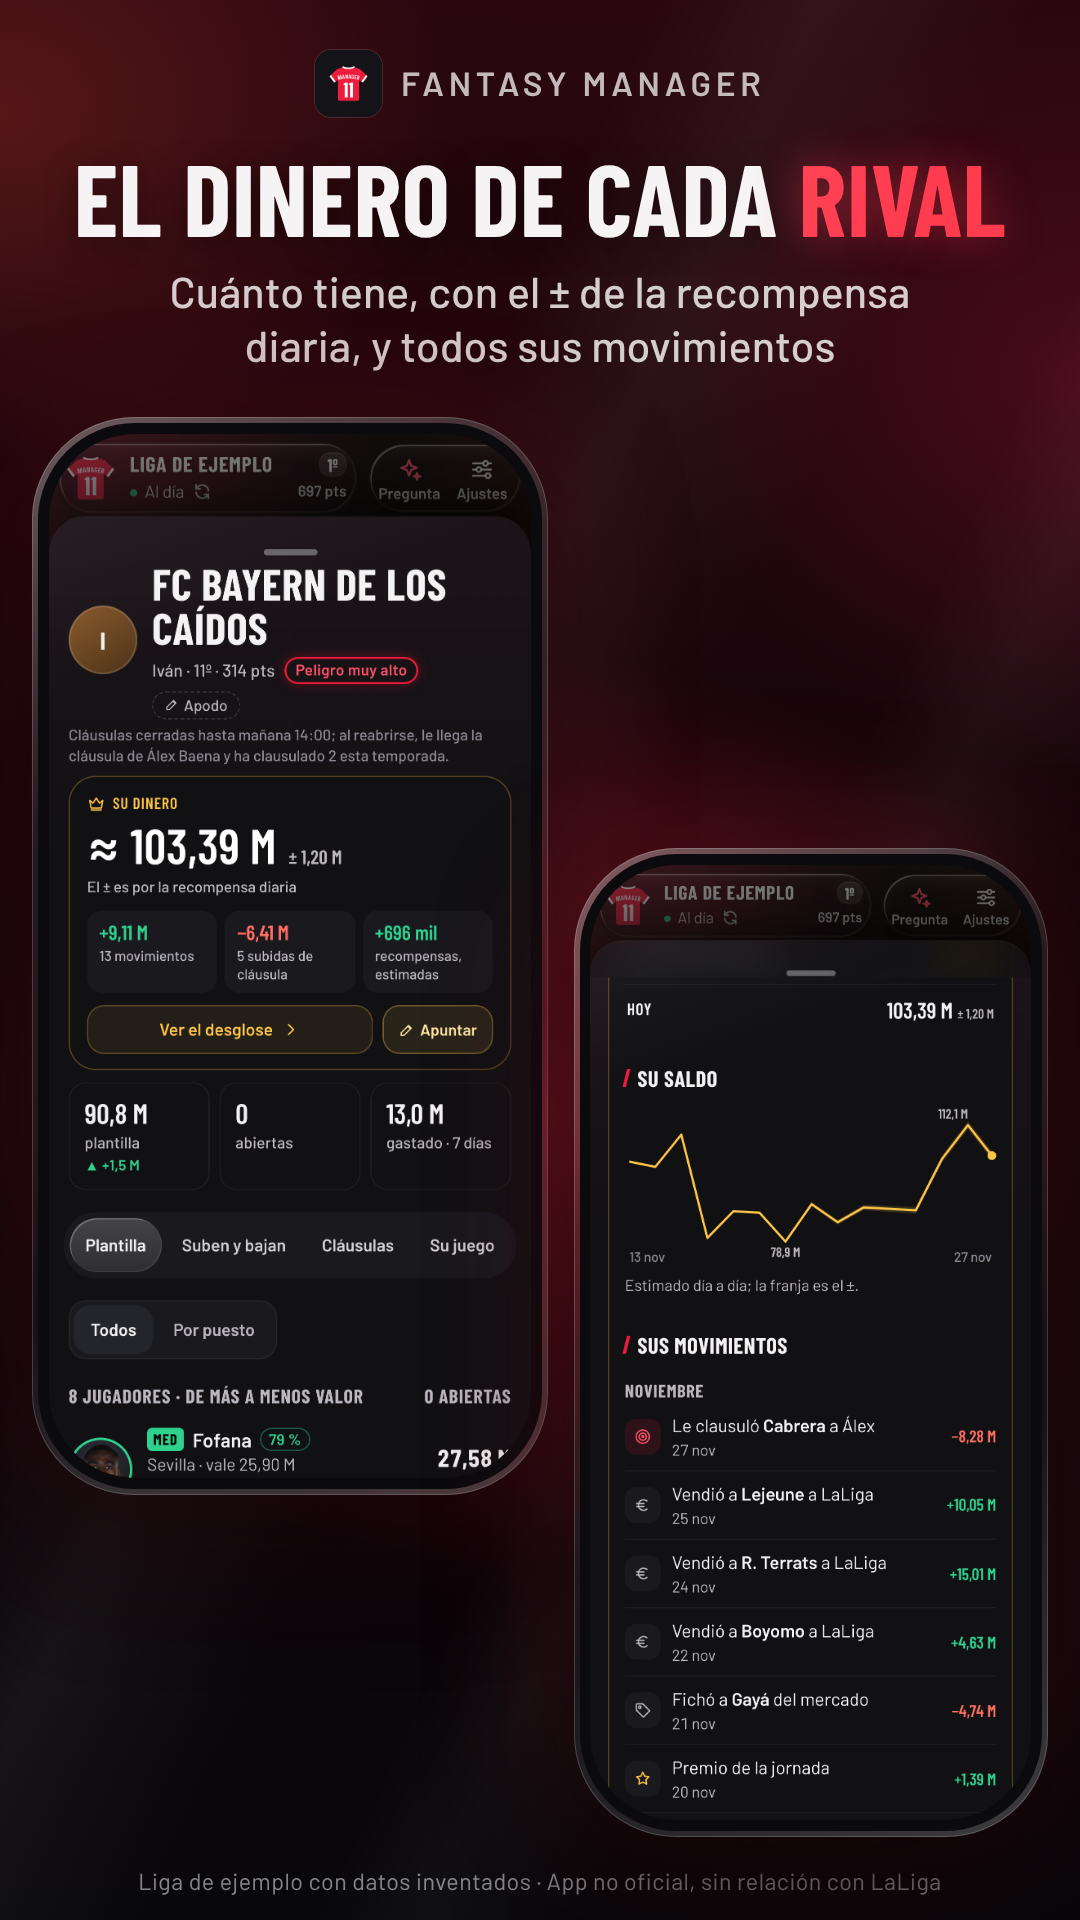 MANAGER
11
FANTASY MANAGER
EL DINERO DE CADA RIVAL
Cuánto tiene, con el ± de la recompensa
diaria, y todos sus movimientos
MANAGER
11
LIGA DE EJEMPLO
1º
Al día
697 pts
Pregunta
Ajustes
FC BAYERN DE LOS
CAÍDOS
I
Iván · 11º · 314 pts
Peligro muy alto
Apodo
Cláusulas cerradas hasta mañana 14:00; al reabrirse, le llega la
cláusula de Álex Baena y ha clausulado 2 esta temporada.
SU DINERO
≈ 103,39 M ± 1,20 M
El ± es por la recompensa diaria
+9,11 M
13 movimientos
−6,41 M
5 subidas de
cláusula
+696 mil
recompensas,
estimadas
Ver el desglose
Apuntar
90,8 M
plantilla
▲ +1,5 M
0
abiertas
13,0 M
gastado · 7 días
Plantilla
Suben y bajan
Cláusulas
Su juego
Todos
Por puesto
8 JUGADORES · DE MÁS A MENOS VALOR
0 ABIERTAS
MED Fofana 79 %
Sevilla · vale 25,90 M
27,58
MANAGER
11
LIGA DE EJEMPLO
1º
Al día
697 pts
Pregunta
Ajustes
HOY
103,39 M ± 1,20 M
/ SU SALDO
112,1 M
78,9 M
13 nov
27 nov
Estimado día a día; la franja es el ±.
/ SUS MOVIMIENTOS
NOVIEMBRE
Le clausuló Cabrera a Álex
27 nov
−8,28 M
€
Vendió a Lejeune a LaLiga
25 nov
+10,05 M
€
Vendió a R. Terrats a LaLiga
24 nov
+15,01 M
€
Vendió a Boyomo a LaLiga
22 nov
+4,63 M
Fichó a Gayá del mercado
21 nov
−4,74 M
Premio de la jornada
20 nov
+1,39 M
Liga de ejemplo con datos inventados · App no oficial, sin relación con LaLiga